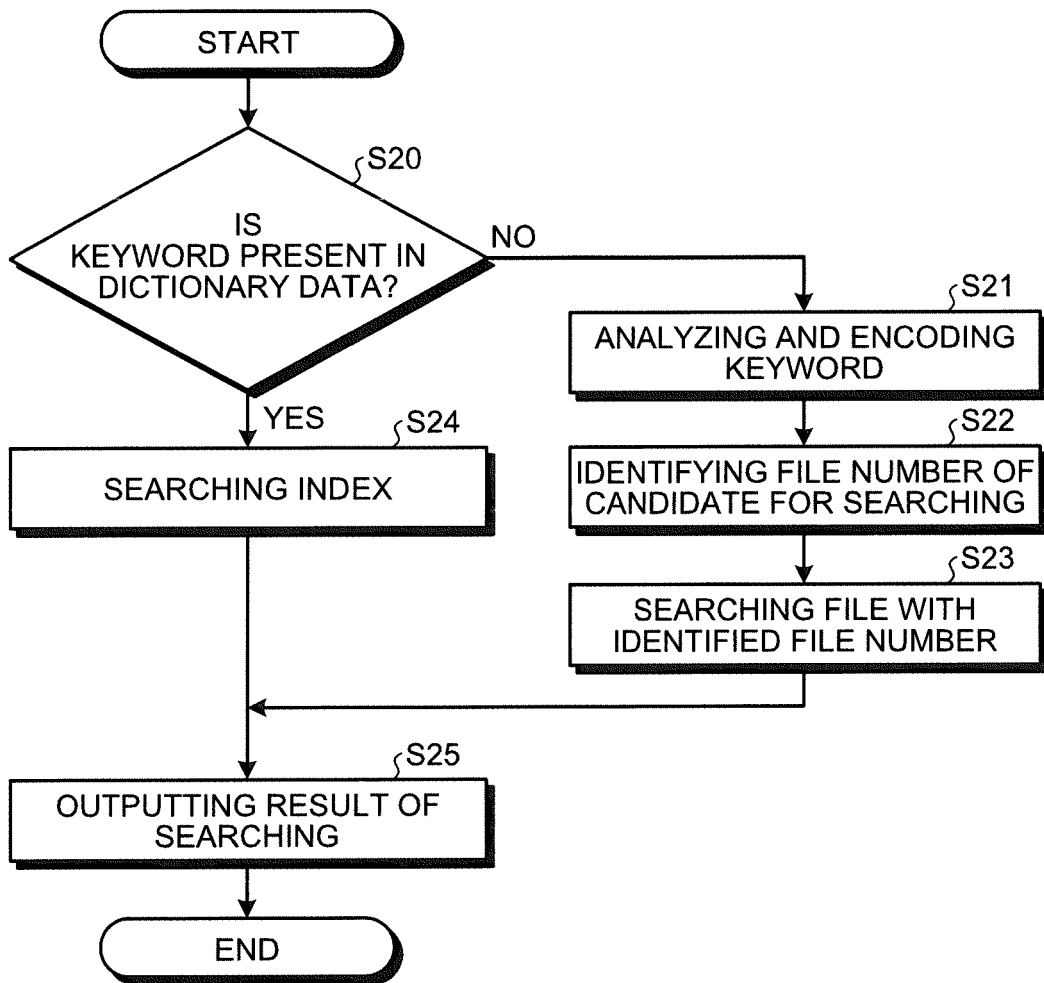 START
S20
IS
KEYWORD PRESENT IN
DICTIONARY DATA?
NO
S21
ANALYZING AND ENCODING
KEYWORD
YES
S24
SEARCHING INDEX
S22
IDENTIFYING FILE NUMBER OF
CANDIDATE FOR SEARCHING
S23
SEARCHING FILE WITH
IDENTIFIED FILE NUMBER
S25
OUTPUTTING RESULT OF
SEARCHING
END